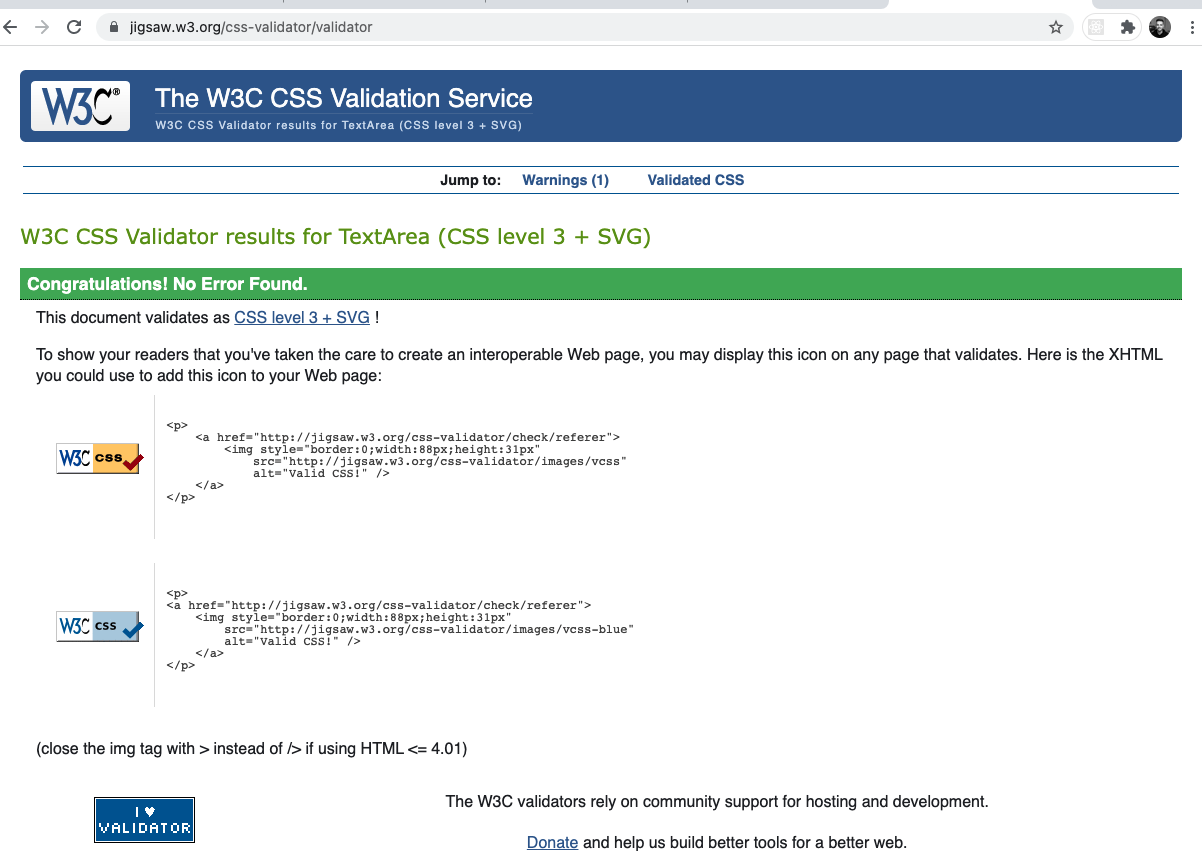 jigsaw.w3.org/css-validator/validator
W3C®
The W3C CSS Validation Service
W3C CSS Validator results for TextArea (CSS level 3 + SVG)
Jump to: Warnings (1) Validated CSS
W3C CSS Validator results for TextArea (CSS level 3 + SVG)
Congratulations! No Error Found.
This document validates as CSS level 3 + SVG !
To show your readers that you've taken the care to create an interoperable Web page, you may display this icon on any page that validates. Here is the XHTML
you could use to add this icon to your Web page:
W3C css
<p>
    <a href="http://jigsaw.w3.org/css-validator/check/referer">
        <img style="border:0;width:88px;height:31px"
            src="http://jigsaw.w3.org/css-validator/images/vcss"
            alt="Valid CSS!" />
    </a>
</p>
W3C css
<p>
<a href="http://jigsaw.w3.org/css-validator/check/referer">
    <img style="border:0;width:88px;height:31px"
        src="http://jigsaw.w3.org/css-validator/images/vcss-blue"
        alt="Valid CSS!" />
    </a>
</p>
(close the img tag with > instead of /> if using HTML <= 4.01)
I ♥
VALIDATOR
The W3C validators rely on community support for hosting and development.
Donate and help us build better tools for a better web.